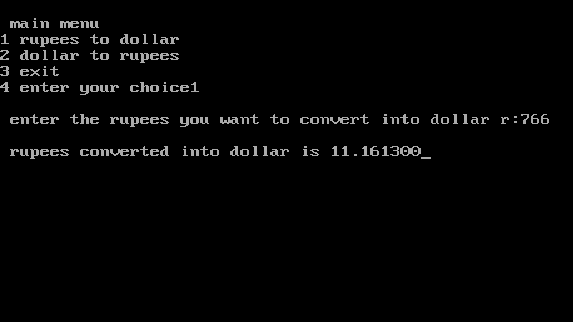 main menu
1 rupees to dollar
2 dollar to rupees
3 exit
4 enter your choice1
enter the rupees you want to convert into dollar r:766
rupees converted into dollar is 11.161300_